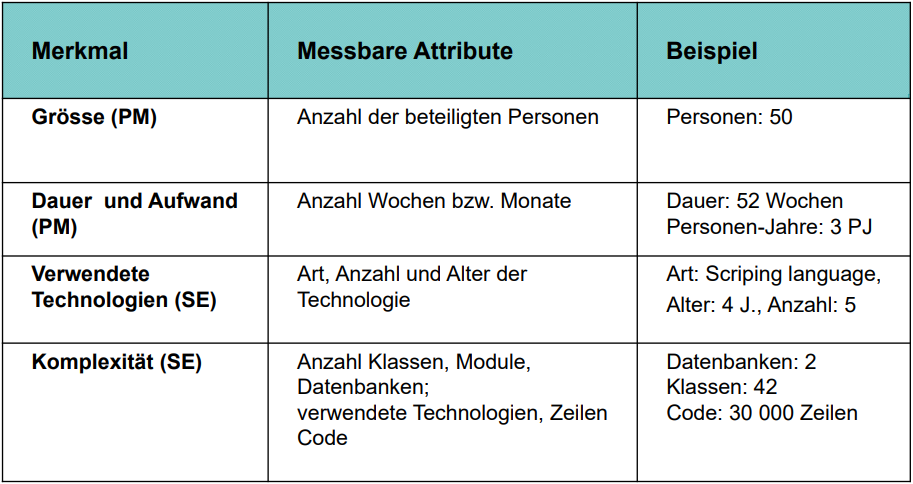 Merkmal
Messbare Attribute
Beispiel
Grösse (PM)
Anzahl der beteiligten Personen
Personen: 50
Dauer und Aufwand
(PM)
Anzahl Wochen bzw. Monate
Dauer: 52 Wochen
Personen-Jahre: 3 PJ
Verwendete
Technologien (SE)
Art, Anzahl und Alter der
Technologie
Art: Scriping language,
Alter: 4 J., Anzahl: 5
Komplexität (SE)
Anzahl Klassen, Module,
Datenbanken;
verwendete Technologien, Zeilen
Code
Datenbanken: 2
Klassen: 42
Code: 30 000 Zeilen